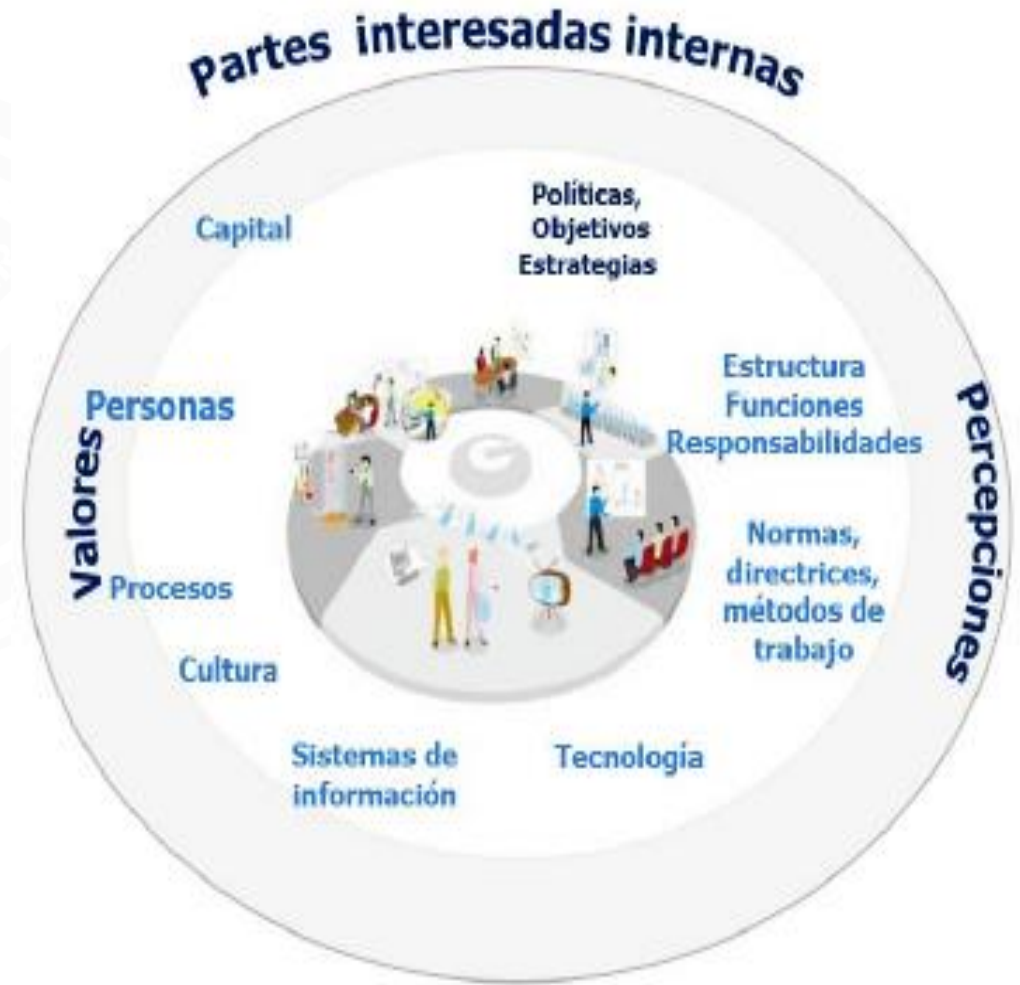 Partes interesadas internas
Capital
Políticas,
Objetivos
Estrategias
Personas
Estructura
Funciones
Responsabilidades
Valores
Percepciones
Procesos
Normas,
directrices,
métodos de
trabajo
Cultura
Sistemas de
información
Tecnología